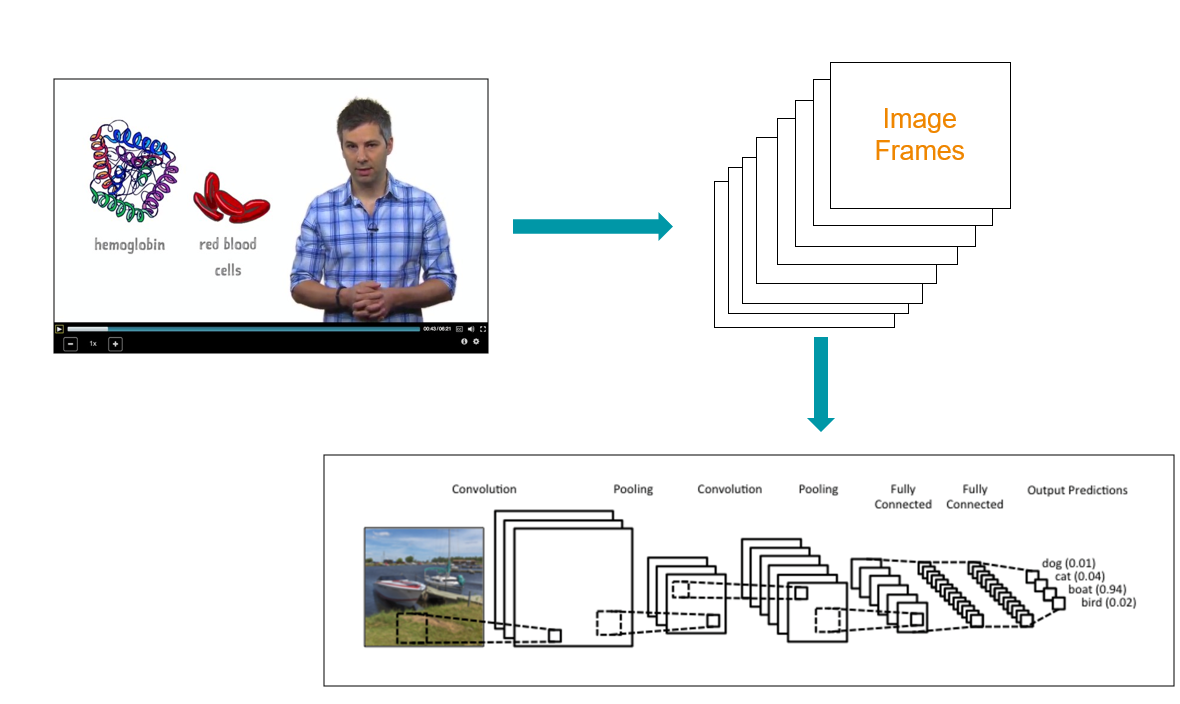 hemoglobin
red blood
cells
00:43 / 06:21
CC
1x
Image
Frames
Convolution
Pooling
Convolution
Pooling
Fully
Connected
Fully
Connected
Output Predictions
dog (0.01)
cat (0.04)
boat (0.94)
bird (0.02)